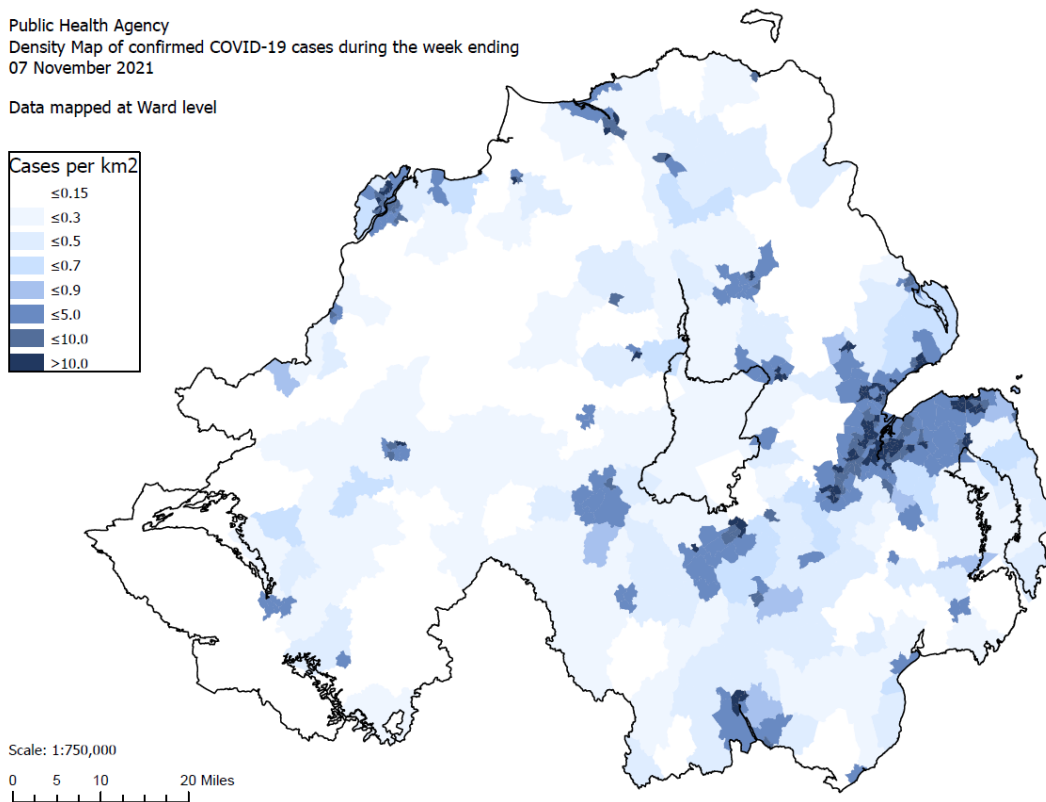 Public Health Agency
Density Map of confirmed COVID-19 cases during the week ending
07 November 2021
Data mapped at Ward level
Cases per km2
≤0.15
≤0.3
≤0.5
≤0.7
≤0.9
≤5.0
≤10.0
>10.0
Scale: 1:750,000
0 5 10 20 Miles